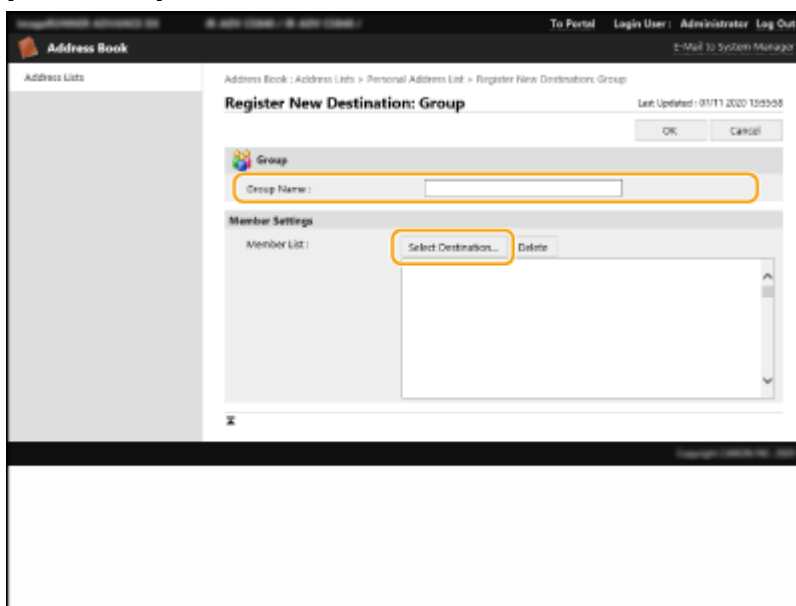 To Portal Login User : Administrator Log Out
Address Book
E-Mail to System Manager
Address Lists
Address Book : Address Lists > Personal Address List > Register New Destination: Group
Register New Destination: Group
Last Updated : 07/11 2020 13:53:58
OK Cancel
Group
Group Name :
Member Settings
Member List :
Select Destination... Delete